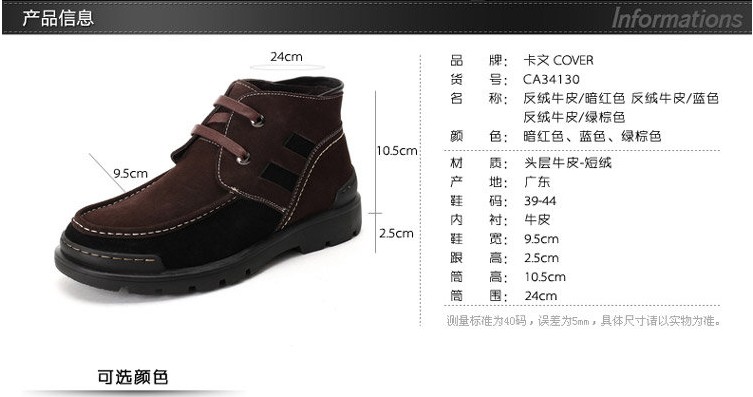 产品信息
Informations
24cm
9.5cm
10.5cm
2.5cm
品 牌： 卡文 COVER
货 号： CA34130
名 称： 反绒牛皮/暗红色 反绒牛皮/蓝色
反绒牛皮/绿棕色
颜 色： 暗红色、蓝色、绿棕色
材 质： 头层牛皮-短绒
产 地： 广东
鞋 码： 39-44
内 衬： 牛皮
鞋 宽： 9.5cm
跟 高： 2.5cm
筒 高： 10.5cm
筒 围： 24cm
测量标准为40码，误差为5mm，具体尺寸请以实物为准。
可选颜色